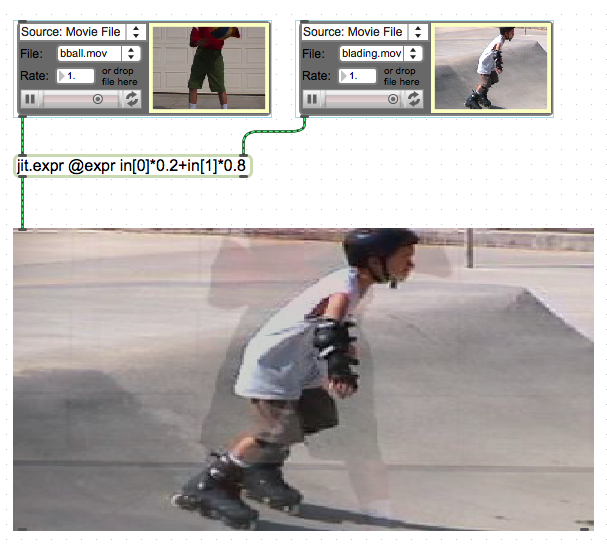 Source: Movie File
File: bball.mov
Rate: 1. or drop
file here
Source: Movie File
File: blading.mov
Rate: 1. or drop
file here
jit.expr @expr in[0]*0.2+in[1]*0.8